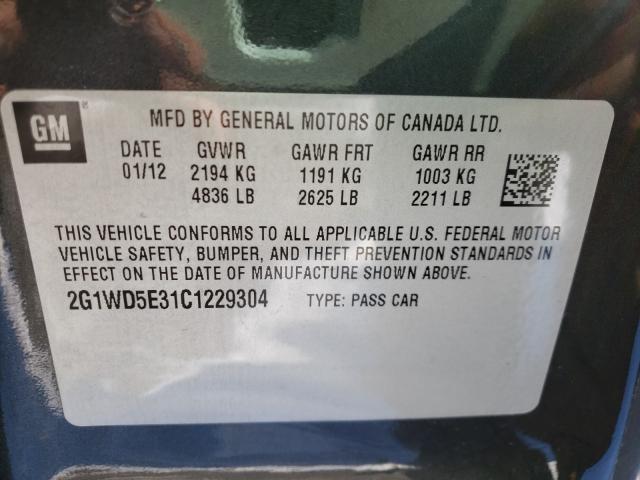 GM ®
MFD BY GENERAL MOTORS OF CANADA LTD.
DATE GVWR GAWR FRT GAWR RR
01/12 2194 KG 1191 KG 1003 KG
4836 LB 2625 LB 2211 LB
THIS VEHICLE CONFORMS TO ALL APPLICABLE U.S. FEDERAL MOTOR
VEHICLE SAFETY, BUMPER, AND THEFT PREVENTION STANDARDS IN
EFFECT ON THE DATE OF MANUFACTURE SHOWN ABOVE.
2G1WD5E31C1229304 TYPE: PASS CAR